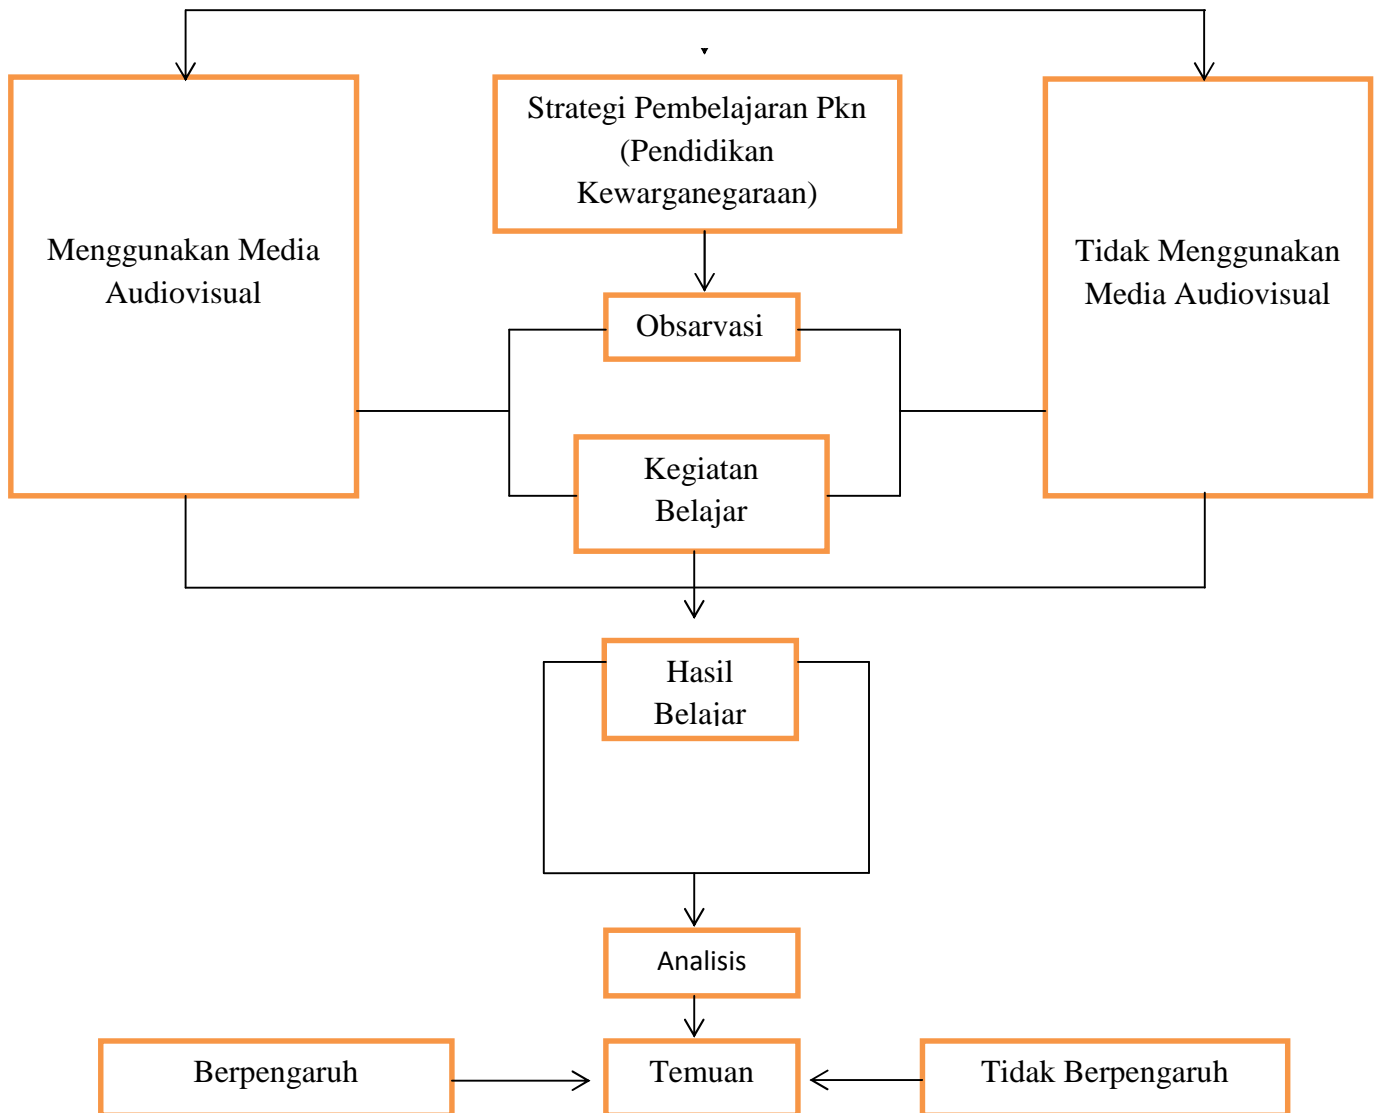 Strategi Pembelajaran Pkn
(Pendidikan
Kewarganegaraan)
Menggunakan Media
Audiovisual
Tidak Menggunakan
Media Audiovisual
Obsarvasi
Kegiatan
Belajar
Hasil
Belajar
Analisis
Berpengaruh
Temuan
Tidak Berpengaruh